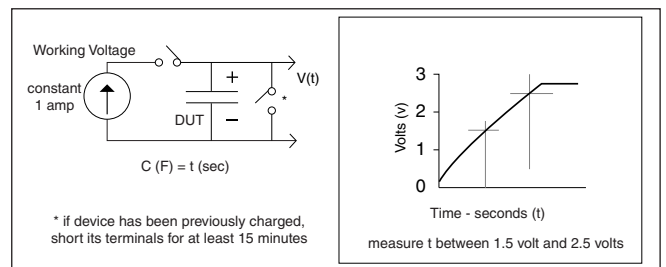 Working Voltage
constant
1 amp
+
–
DUT
*
V(t)
C (F) = t (sec)
* if device has been previously charged,
short its terminals for at least 15 minutes
Volts (v)
3
2
1
0
Time - seconds (t)
measure t between 1.5 volt and 2.5 volts